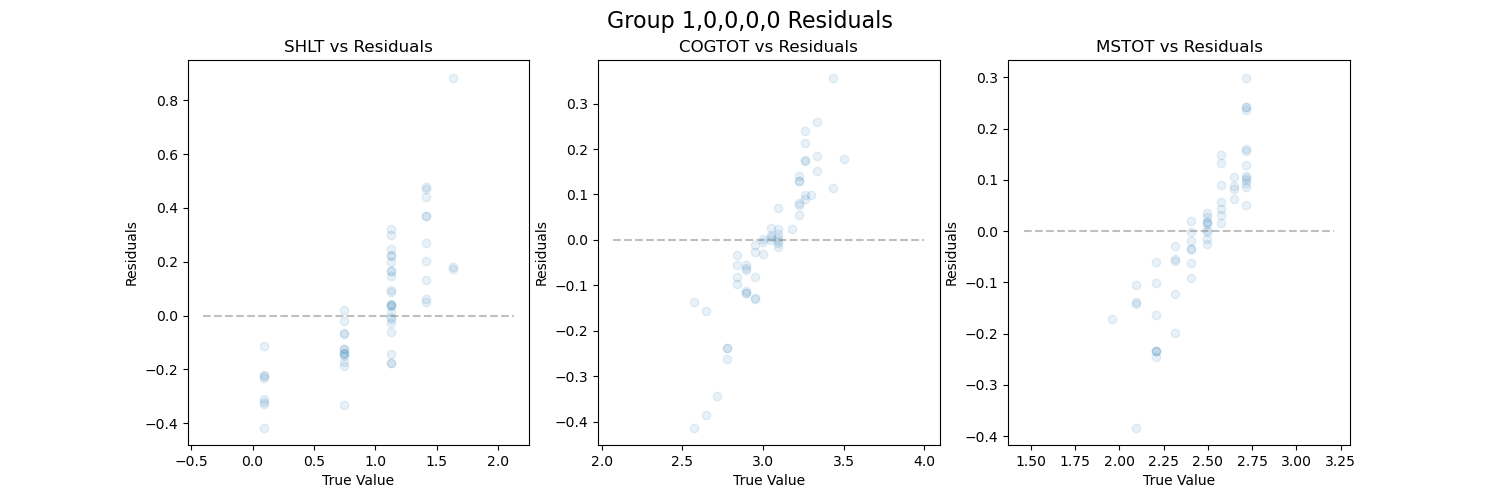 Group 1,0,0,0,0 Residuals
SHLT vs Residuals
Residuals
0.8
0.6
0.4
0.2
0.0
−0.2
−0.4
−0.5 0.0 0.5 1.0 1.5 2.0
True Value
COGTOT vs Residuals
Residuals
0.3
0.2
0.1
0.0
−0.1
−0.2
−0.3
−0.4
2.0 2.5 3.0 3.5 4.0
True Value
MSTOT vs Residuals
Residuals
0.3
0.2
0.1
0.0
−0.1
−0.2
−0.3
−0.4
1.50 1.75 2.00 2.25 2.50 2.75 3.00 3.25
True Value